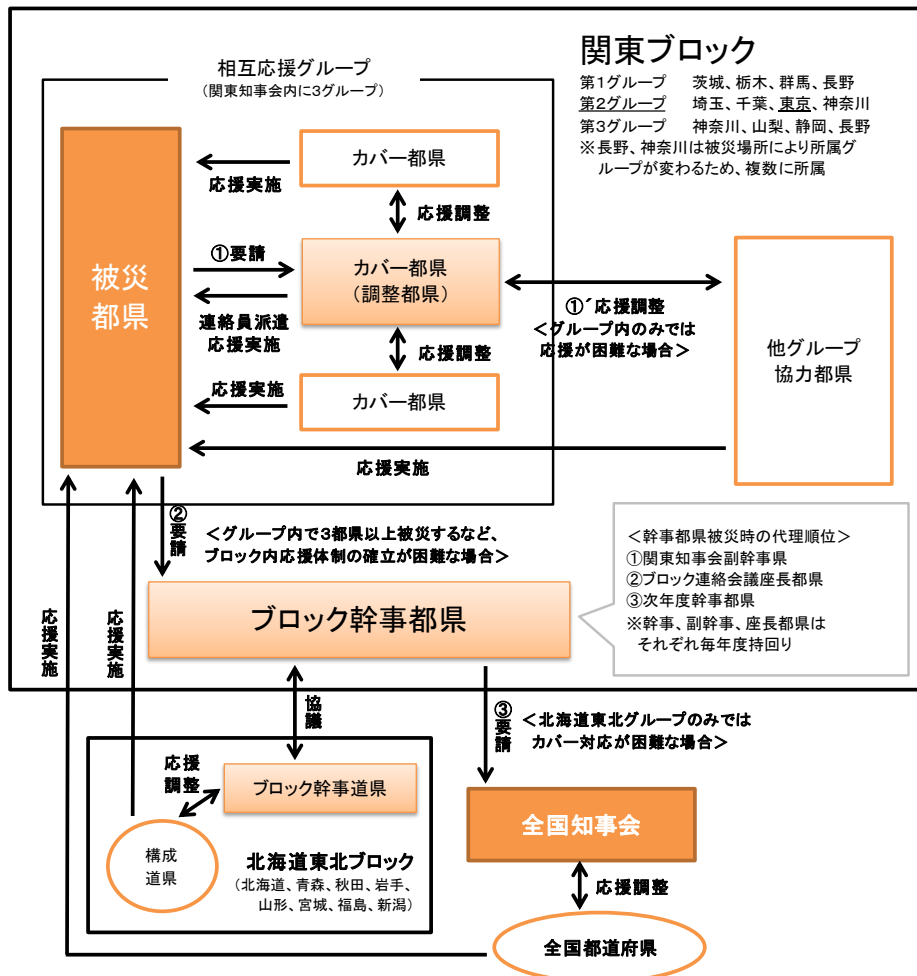 関東ブロック
第1グループ 茨城、栃木、群馬、長野
第2グループ 埼玉、千葉、東京、神奈川
第3グループ 神奈川、山梨、静岡、長野
※長野、神奈川は被災場所により所属グ
ループが変わるため、複数に所属
相互応援グループ
(関東知事会内に3グループ)
被災
都県
カバー都県
応援実施
応援調整
①要請
カバー都県
(調整都県)
連絡員派遣
応援実施
応援調整
応援実施
カバー都県
①´応援調整
<グループ内のみでは
応援が困難な場合>
他グループ
協力都県
応援実施
②要請
<グループ内で3都県以上被災するなど、
ブロック内応援体制の確立が困難な場合>
ブロック幹事都県
<幹事都県被災時の代理順位>
①関東知事会副幹事県
②ブロック連絡会議座長都県
③次年度幹事都県
※幹事、副幹事、座長都県は
それぞれ毎年度持回り
応援実施
応援実施
協議
③要請
<北海道東北グループのみでは
カバー対応が困難な場合>
応援
調整
ブロック幹事道県
構成
道県
北海道東北ブロック
(北海道、青森、秋田、岩手、
山形、宮城、福島、新潟)
全国知事会
応援調整
全国都道府県